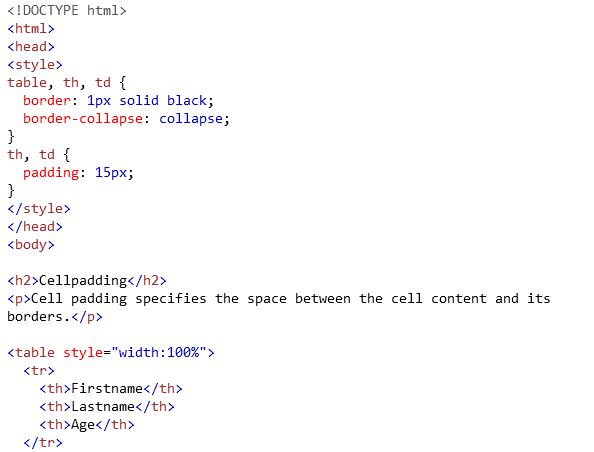 <!DOCTYPE html>
<html>
<head>
<style>
table, th, td {
  border: 1px solid black;
  border-collapse: collapse;
}
th, td {
  padding: 15px;
}
</style>
</head>
<body>

<h2>Cellpadding</h2>
<p>Cell padding specifies the space between the cell content and its
borders.</p>

<table style="width:100%">
  <tr>
    <th>Firstname</th>
    <th>Lastname</th>
    <th>Age</th>
  </tr>